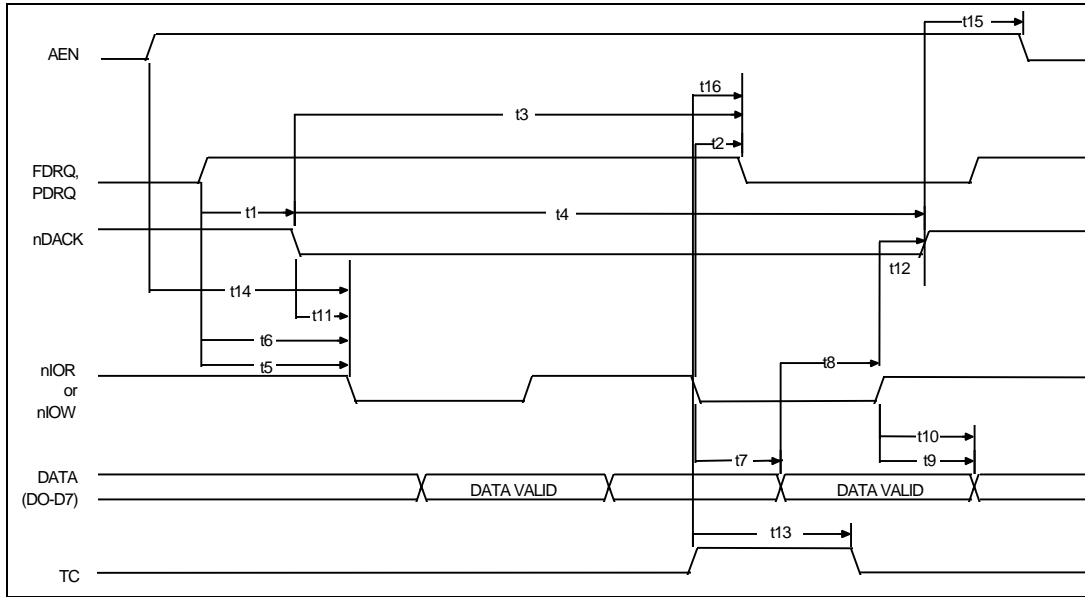 t15
AEN
t16
t3
t2
FDRQ,
PDRQ
t1
t4
nDACK
t12
t14
t11
t6
t8
t5
nIOR
or
nIOW
t10
t7
t9
DATA
(DO-D7)
DATA VALID
DATA VALID
t13
TC